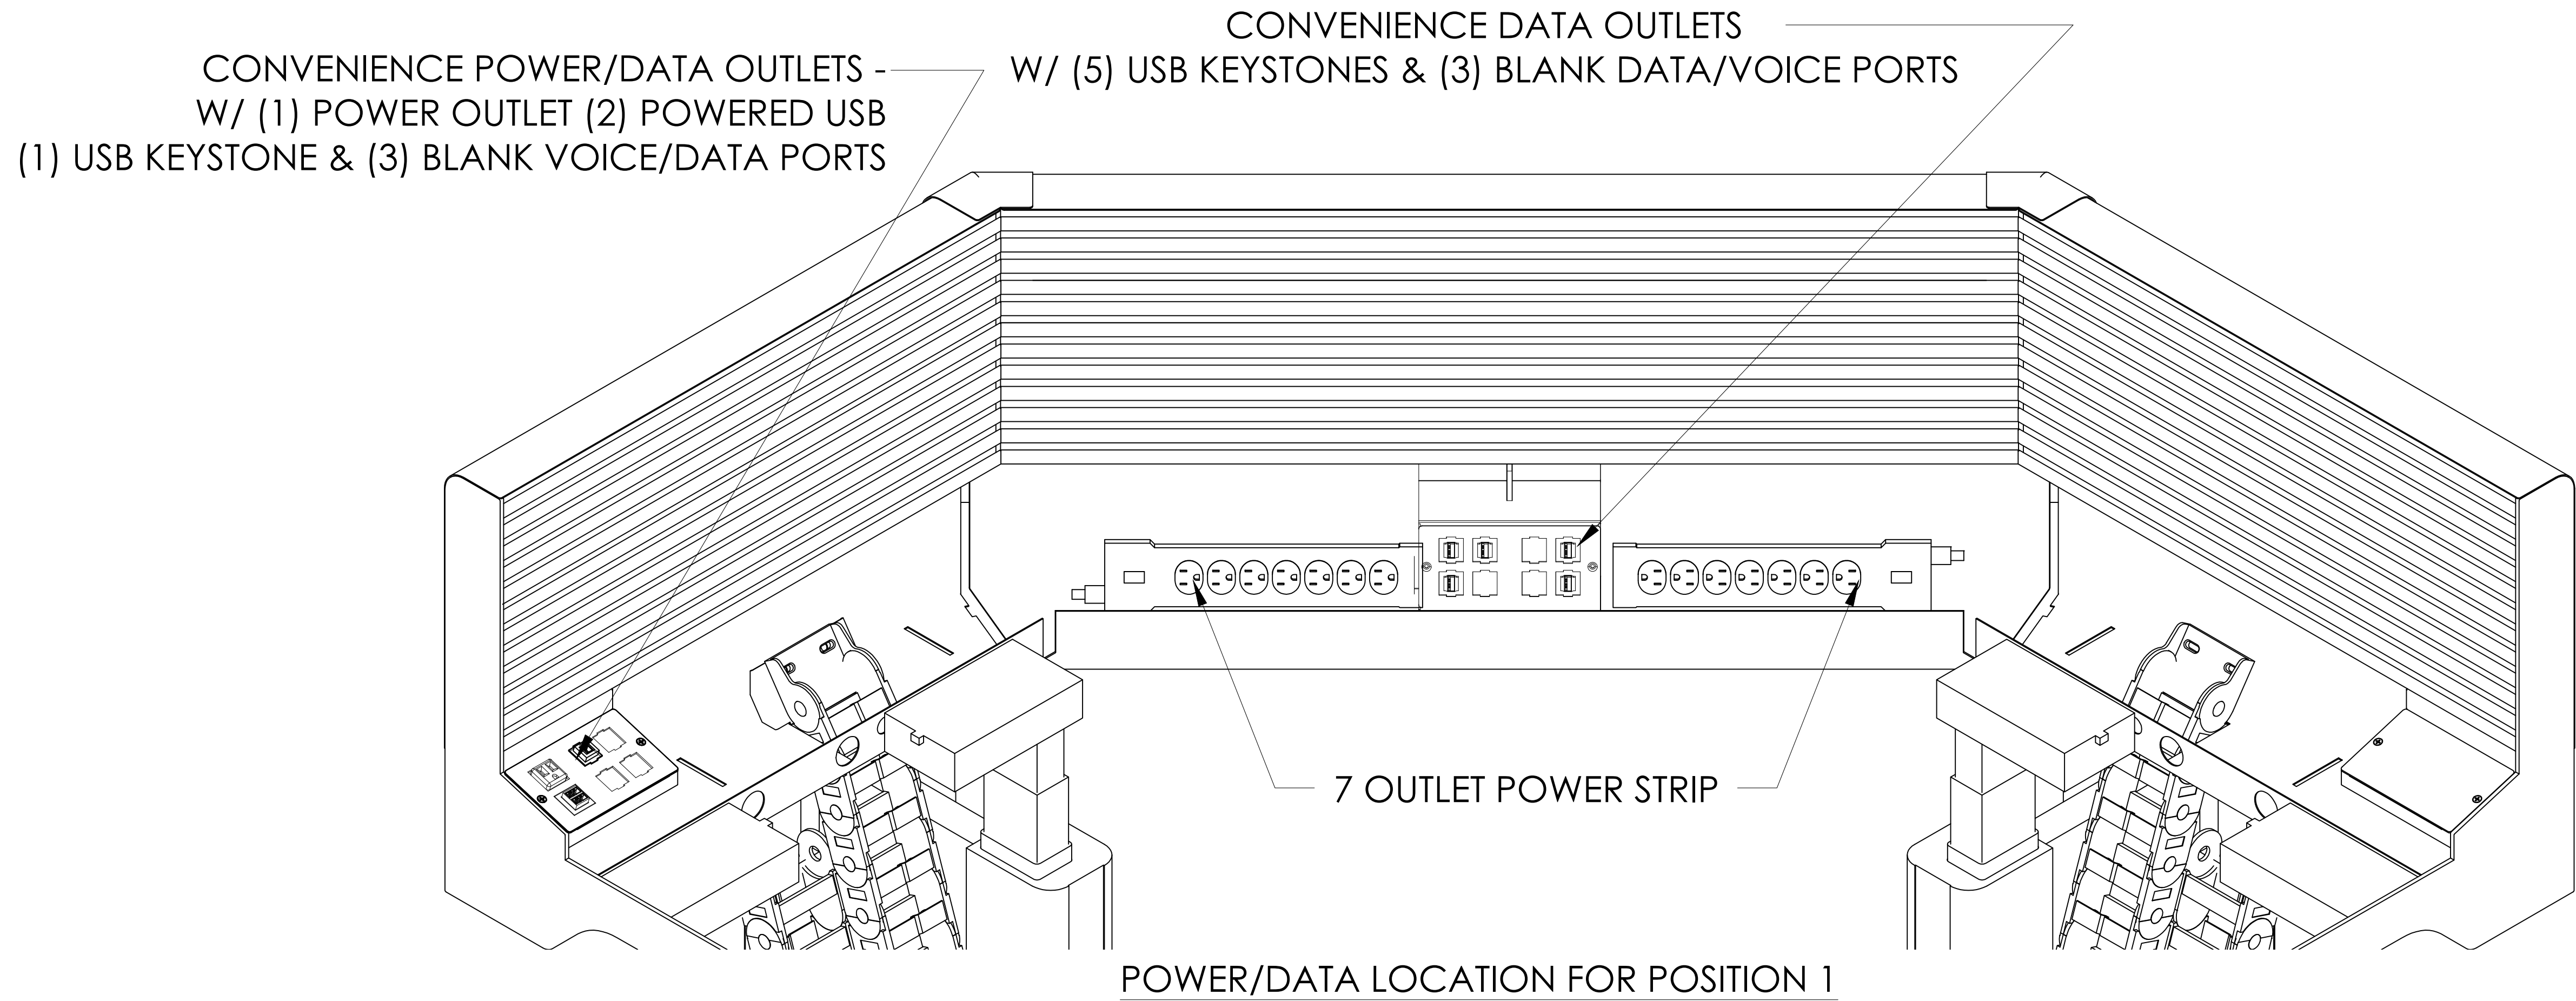 CONVENIENCE POWER/DATA OUTLETS -
W/ (1) POWER OUTLET (2) POWERED USB
(1) USB KEYSTONE & (3) BLANK VOICE/DATA PORTS
CONVENIENCE DATA OUTLETS
W/ (5) USB KEYSTONES & (3) BLANK DATA/VOICE PORTS
7 OUTLET POWER STRIP
POWER/DATA LOCATION FOR POSITION 1